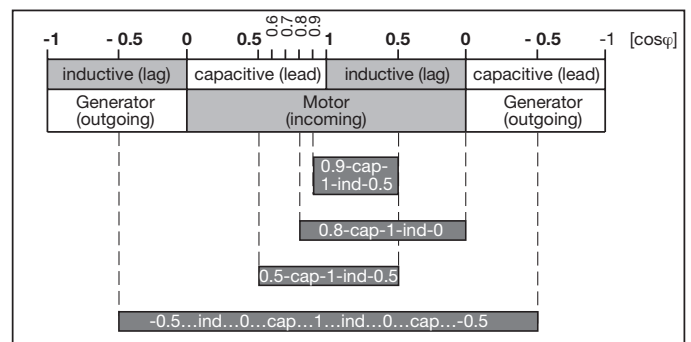 0.6 0.7 0.8 0.9
-1 - 0.5 0 0.5 1 0.5 0 - 0.5 -1 [cosφ]
inductive (lag) capacitive (lead) inductive (lag) capacitive (lead)
Generator Motor Generator
(outgoing) (incoming) (outgoing)
0.9-cap-
1-ind-0.5
0.8-cap-1-ind-0
0.5-cap-1-ind-0.5
-0.5...ind...0...cap...1...ind...0...cap...-0.5